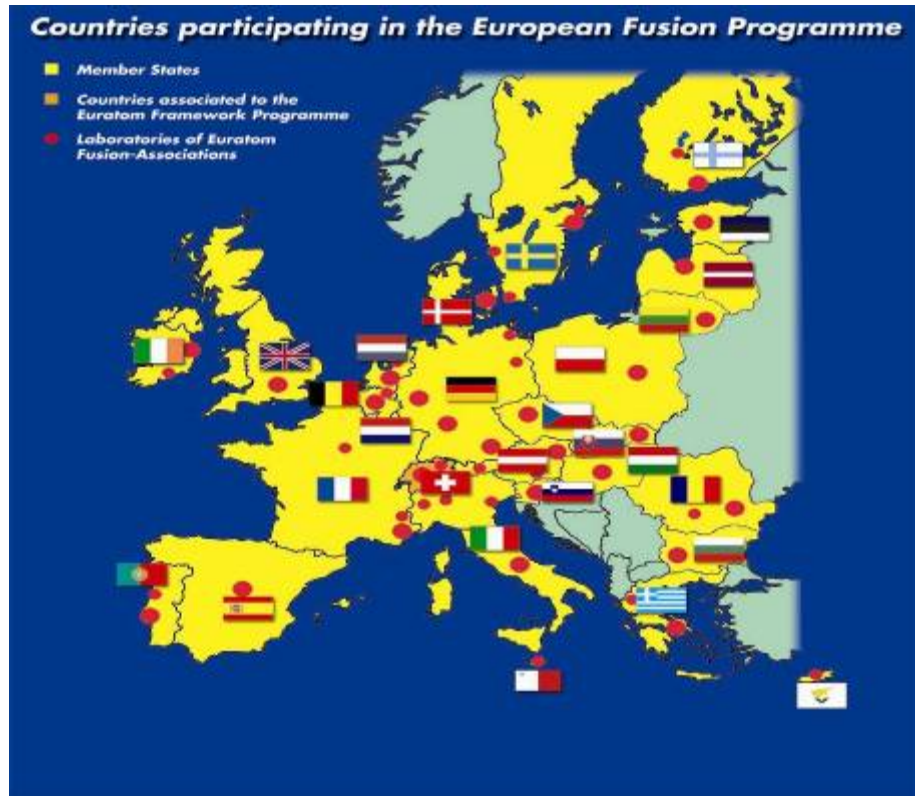 Countries participating in the European Fusion Programme
Member States
Countries associated to the
Euratom Framework Programme
Laboratories of Euratom
Fusion-Associations